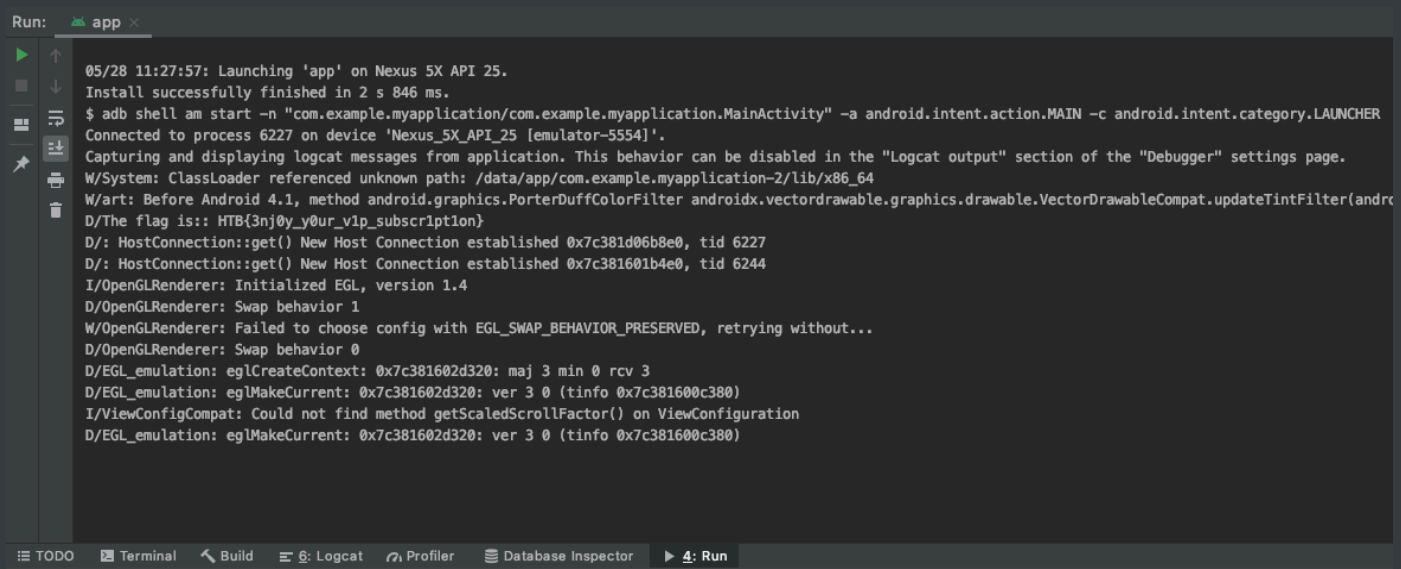 Run: app
05/28 11:27:57: Launching 'app' on Nexus 5X API 25.
Install successfully finished in 2 s 846 ms.
$ adb shell am start -n "com.example.myapplication/com.example.myapplication.MainActivity" -a android.intent.action.MAIN -c android.intent.category.LAUNCHER
Connected to process 6227 on device 'Nexus_5X_API_25 [emulator-5554]'.
Capturing and displaying logcat messages from application. This behavior can be disabled in the "Logcat output" section of the "Debugger" settings page.
W/System: ClassLoader referenced unknown path: /data/app/com.example.myapplication-2/lib/x86_64
W/art: Before Android 4.1, method android.graphics.PorterDuffColorFilter androidx.vectordrawable.graphics.drawable.VectorDrawableCompat.updateTintFilter(andro
D/The flag is:: HTB{3nj0y_y0ur_v1p_subscr1pt1on}
D/: HostConnection::get() New Host Connection established 0x7c381d06b8e0, tid 6227
D/: HostConnection::get() New Host Connection established 0x7c381601b4e0, tid 6244
I/OpenGLRenderer: Initialized EGL, version 1.4
D/OpenGLRenderer: Swap behavior 1
W/OpenGLRenderer: Failed to choose config with EGL_SWAP_BEHAVIOR_PRESERVED, retrying without...
D/OpenGLRenderer: Swap behavior 0
D/EGL_emulation: eglCreateContext: 0x7c381602d320: maj 3 min 0 rcv 3
D/EGL_emulation: eglMakeCurrent: 0x7c381602d320: ver 3 0 (tinfo 0x7c381600c380)
I/ViewConfigCompat: Could not find method getScaledScrollFactor() on ViewConfiguration
D/EGL_emulation: eglMakeCurrent: 0x7c381602d320: ver 3 0 (tinfo 0x7c381600c380)
TODO Terminal Build 6: Logcat Profiler Database Inspector 4: Run